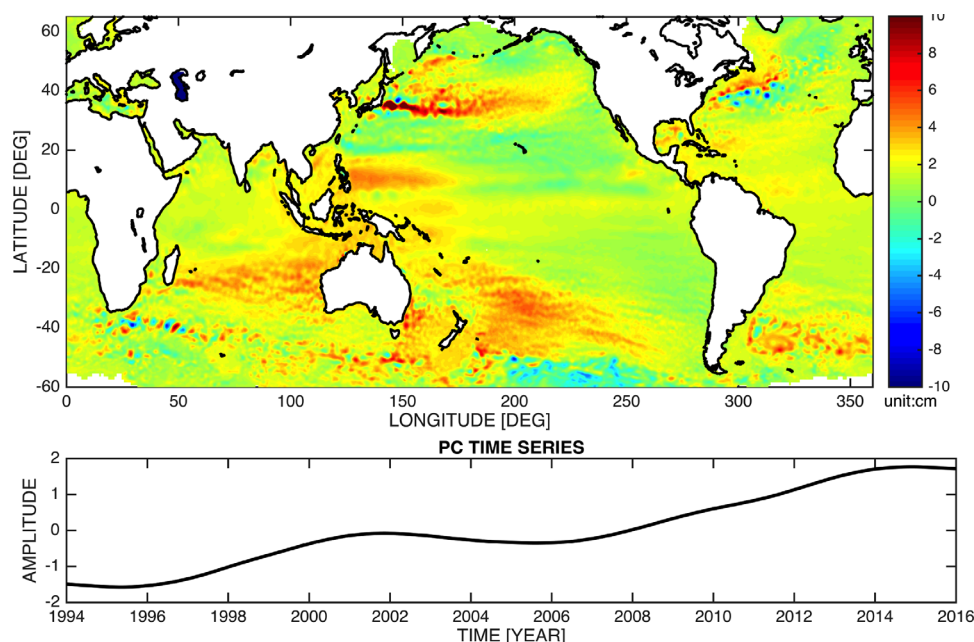 60
40
20
0
-20
-40
-60
LATITUDE [DEG]
0 50 100 150 200 250 300 350
LONGITUDE [DEG]
10
8
6
4
2
0
-2
-4
-6
-8
-10
unit:cm
PC TIME SERIES
2
1
0
-1
-2
AMPLITUDE
1994 1996 1998 2000 2002 2004 2006 2008 2010 2012 2014 2016
TIME [YEAR]